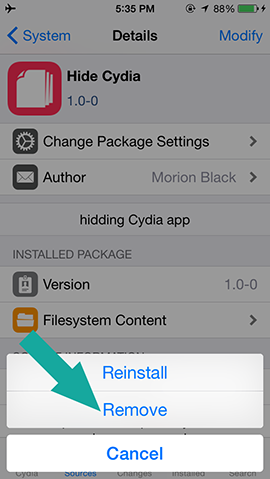 5:35 PM 88%
System Details Modify
Hide Cydia
1.0-0
Change Package Settings
Author Morion Black
hidding Cydia app
INSTALLED PACKAGE
Version 1.0-0
Filesystem Content
Reinstall
Remove
Cancel
Cydia Sources Changes Installed Search